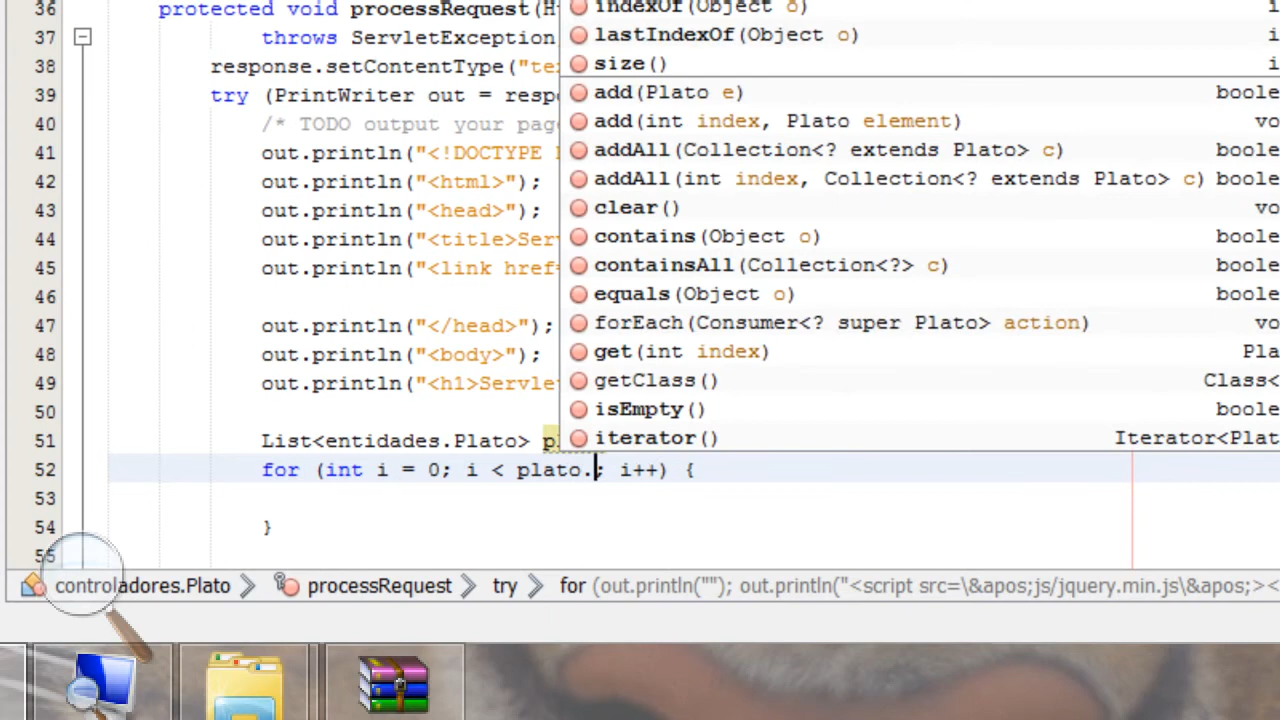 36 protected void processRequest(H
37 throws ServletException
38 response.setContentType("te
39 try (PrintWriter out = resp
40 /* TODO output your pag
41 out.println("<!DOCTYPE
42 out.println("<html>");
43 out.println("<head>");
44 out.println("<title>Ser
45 out.println("<link href=
46
47 out.println("</head>");
48 out.println("<body>");
49 out.println("<h1>Servle
50
51 List<entidades.Plato> p
52 for (int i = 0; i < plato.; i++) {
53
54 }
55
indexOf(Object o) i
lastIndexOf(Object o) i
size() i
add(Plato e) boole
add(int index, Plato element) vo
addAll(Collection<? extends Plato> c) boole
addAll(int index, Collection<? extends Plato> c) boole
clear() vo
contains(Object o) boole
containsAll(Collection<?> c) boole
equals(Object o) boole
forEach(Consumer<? super Plato> action) vo
get(int index) Pla
getClass() Class<
isEmpty() boole
iterator() Iterator<Plat
controladores.Plato processRequest try for (out.println(""); out.println("<script src=\&apos;js/jquery.min.js\&apos;><